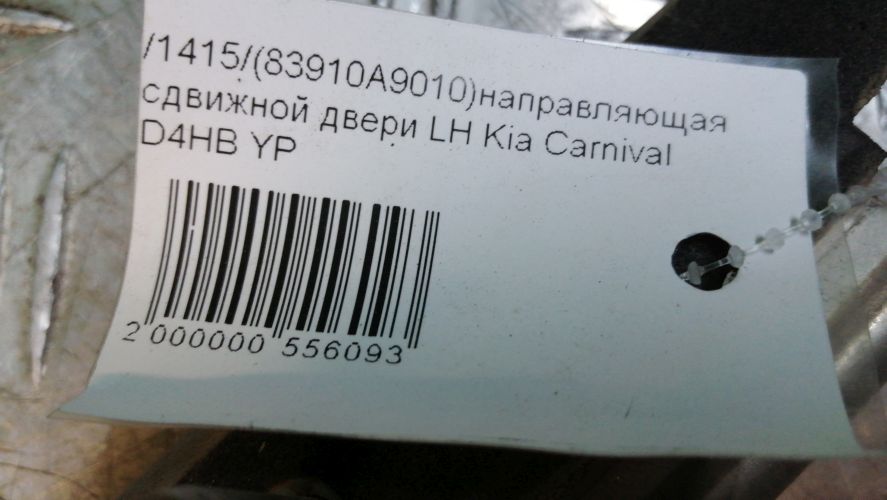 /1415/(83910A9010)направляющая
сдвижной двери LH Kia Carnival
D4HB YP
2 000000 556093